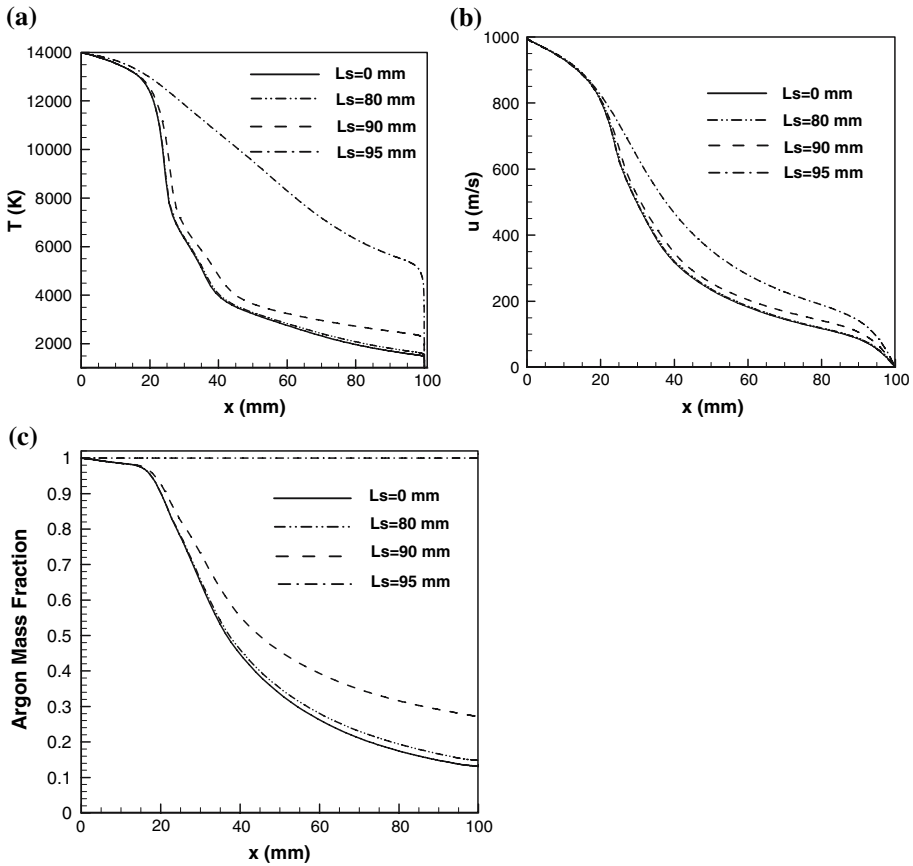 (a)
T (K)
14000
12000
10000
8000
6000
4000
2000
0
20
40
60
80
100
x (mm)
Ls=0 mm
Ls=80 mm
Ls=90 mm
Ls=95 mm
(b)
u (m/s)
1000
800
600
400
200
0
0
20
40
60
80
100
x (mm)
Ls=0 mm
Ls=80 mm
Ls=90 mm
Ls=95 mm
(c)
Argon Mass Fraction
1
0.9
0.8
0.7
0.6
0.5
0.4
0.3
0.2
0.1
0
0
20
40
60
80
100
x (mm)
Ls=0 mm
Ls=80 mm
Ls=90 mm
Ls=95 mm